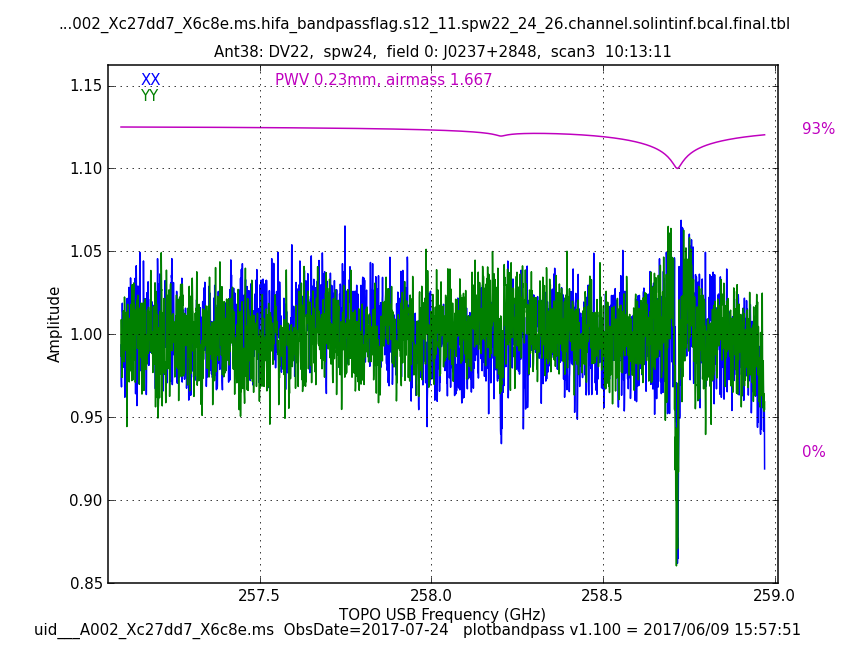 ...002_Xc27dd7_X6c8e.ms.hifa_bandpassflag.s12_11.spw22_24_26.channel.solintinf.bcal.final.tbl
Ant38: DV22,  spw24,  field 0: J0237+2848,  scan3  10:13:11
XX
PWV 0.23mm, airmass 1.667
YY
93%
0%
1.15
1.10
1.05
1.00
0.95
0.90
0.85
Amplitude
257.5
258.0
258.5
259.0
TOPO USB Frequency (GHz)
uid___A002_Xc27dd7_X6c8e.ms  ObsDate=2017-07-24   plotbandpass v1.100 = 2017/06/09 15:57:51